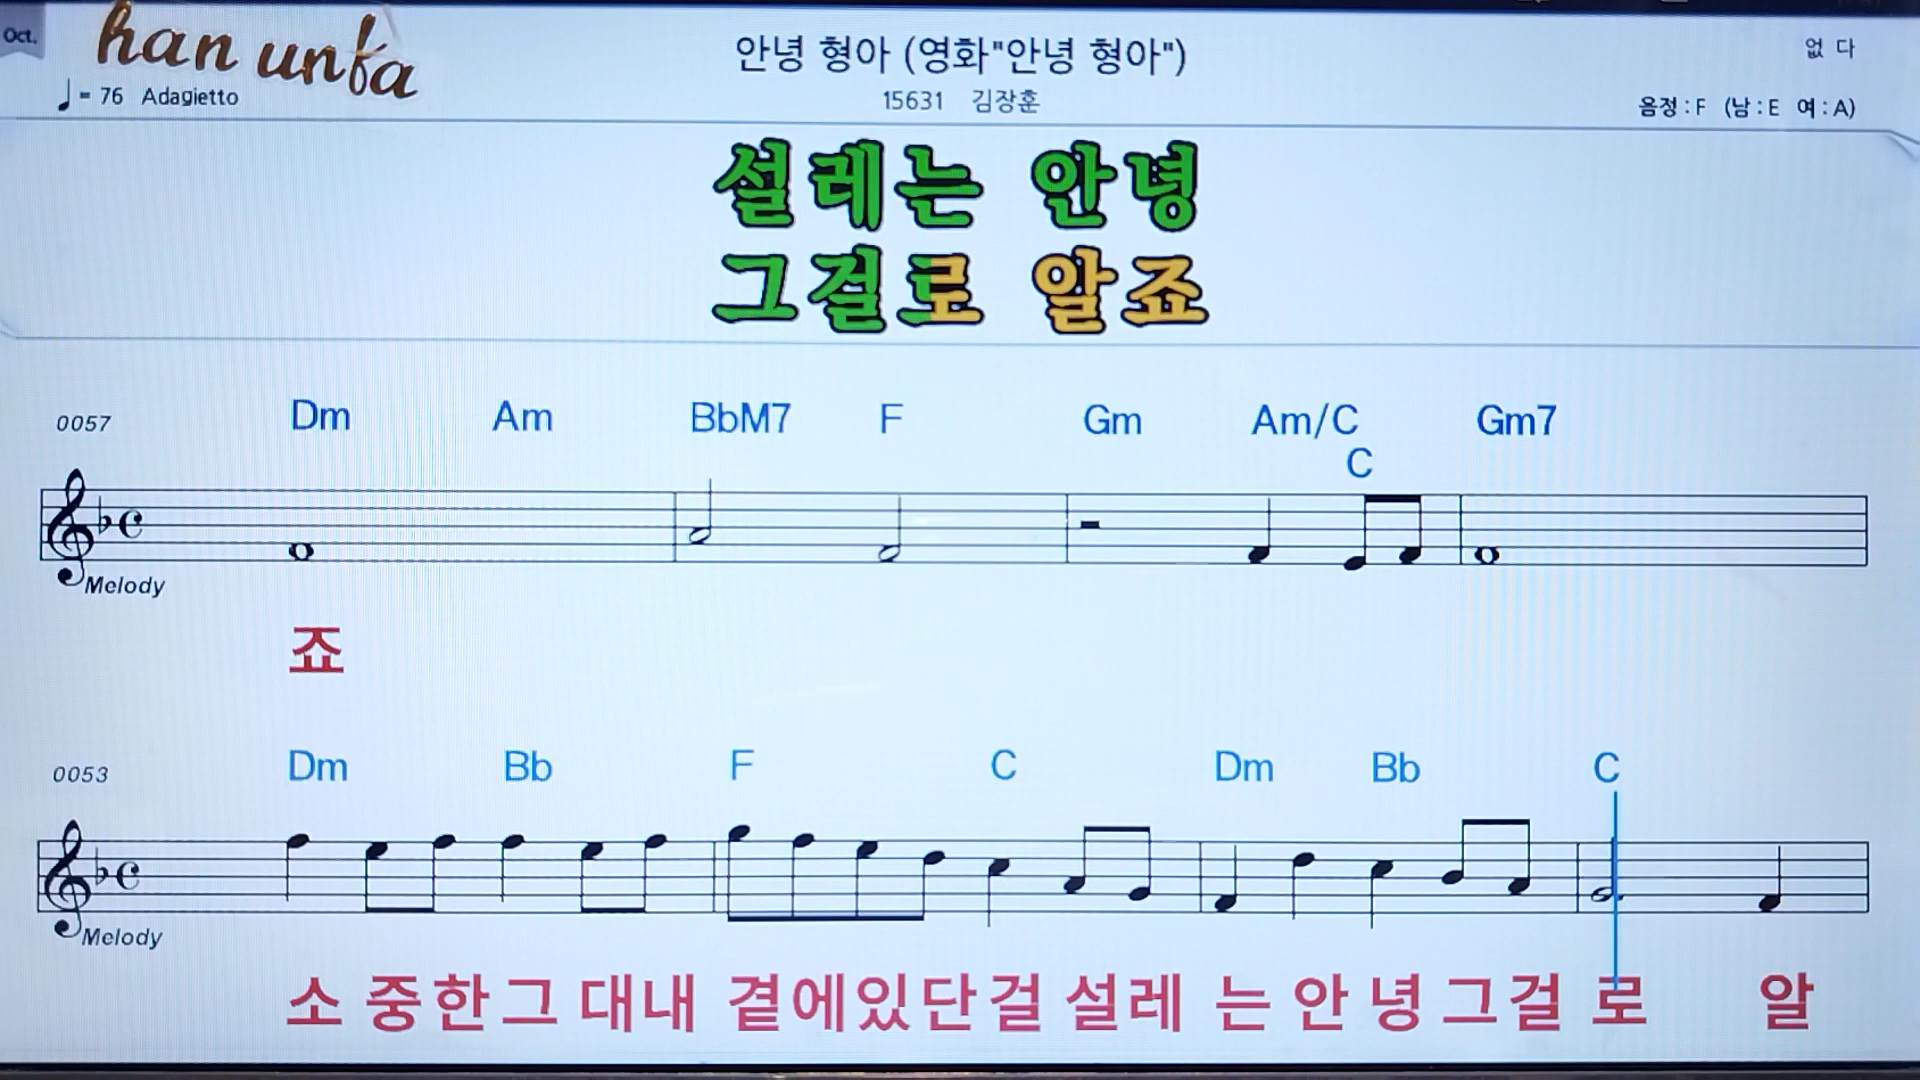 Oct.
han unfa
= 76 Adagietto
안녕 형아 (영화"안녕 형아")
15631 김장훈
없 다
음정 : F (남 : E 여 : A)
설레는 안녕
그걸로 알죠
0057 Dm Am BbM7 F Gm Am/C Gm7
C
Melody
죠
0053 Dm Bb F C Dm Bb C
Melody
소 중한그 대내 곁에있단걸 설레 는 안 녕 그걸 로 알